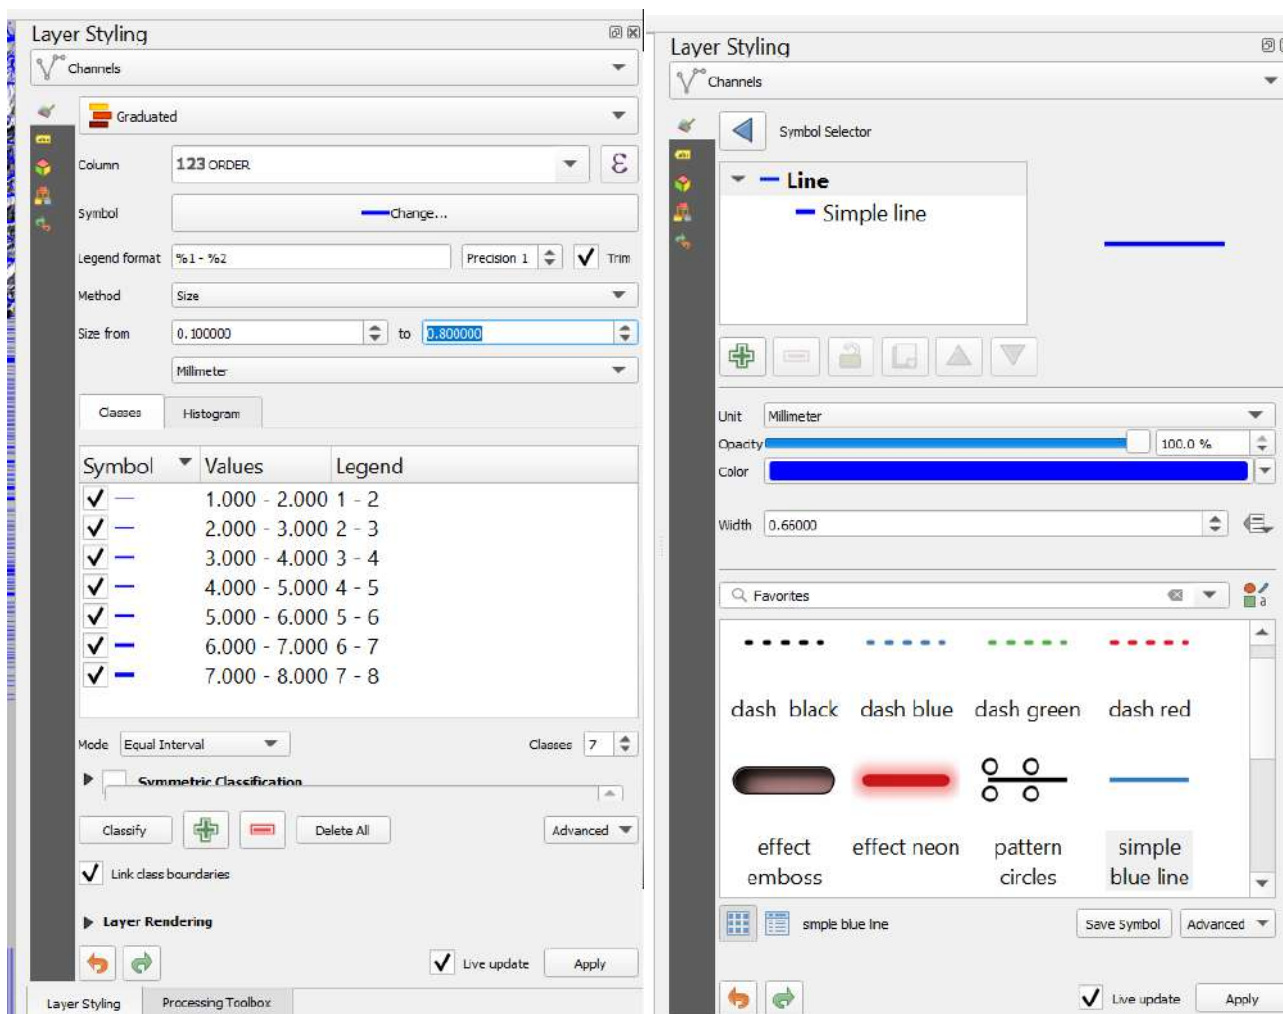 Layer Styling
Channels
Graduated
Column 123 ORDER ε
Symbol Change...
Legend format %1 - %2 Precision 1 Trim
Method Size
Size from 0.100000 to 0.800000
Millimeter
Classes Histogram
Symbol Values Legend
1.000 - 2.000 1 - 2
2.000 - 3.000 2 - 3
3.000 - 4.000 3 - 4
4.000 - 5.000 4 - 5
5.000 - 6.000 5 - 6
6.000 - 7.000 6 - 7
7.000 - 8.000 7 - 8
Mode Equal Interval Classes 7
Symmetric Classification
Classify Delete All Advanced
Link class boundaries
Layer Rendering
Live update Apply
Layer Styling Processing Toolbox
Layer Styling
Channels
Symbol Selector
Line
Simple line
Unit Millimeter
Opacity 100.0 %
Color
Width 0.66000
Favorites
dash black dash blue dash green dash red
effect emboss effect neon pattern circles simple blue line
smple blue line Save Symbol Advanced
Live update Apply